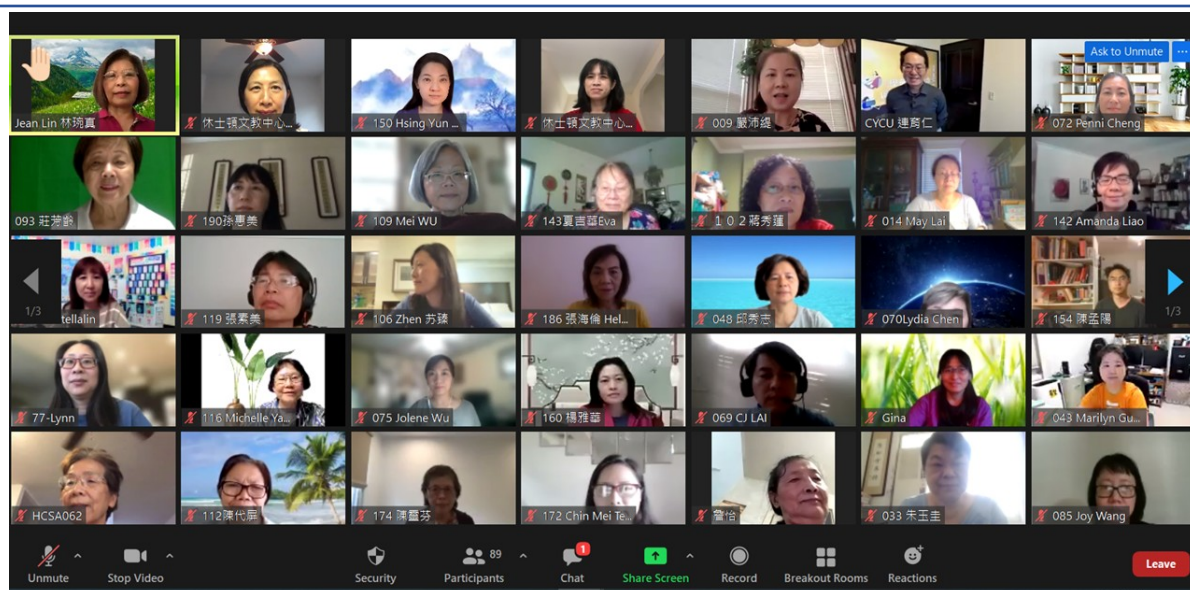 Ask to Unmute
Jean Lin 林琬真
休士頓文教中心...
150 Hsing Yun ...
休士頓文教中心...
009 嚴沛緹
CYCU 連育仁
072 Penni Cheng
093 莊芳齡
190孫惠美
109 Mei WU
143夏吉華Eva
１０２蔣秀蓮
014 May Lai
142 Amanda Liao
1/3
tellalin
119 張素美
106 Zhen 苏臻
186 張海倫 Hel...
048 邱秀志
070Lydia Chen
154 陳孟陽
1/3
77-Lynn
116 Michelle Ya...
075 Jolene Wu
160 楊雅華
069 CJ LAI
Gina
043 Marilyn Gu...
HCSA062
112陳代
174 陳靈芬
172 Chin Mei Te...
詹怡
033 朱玉圭
085 Joy Wang
Unmute
Stop Video
Security
89
Participants
1
Chat
Share Screen
Record
Breakout Rooms
Reactions
Leave